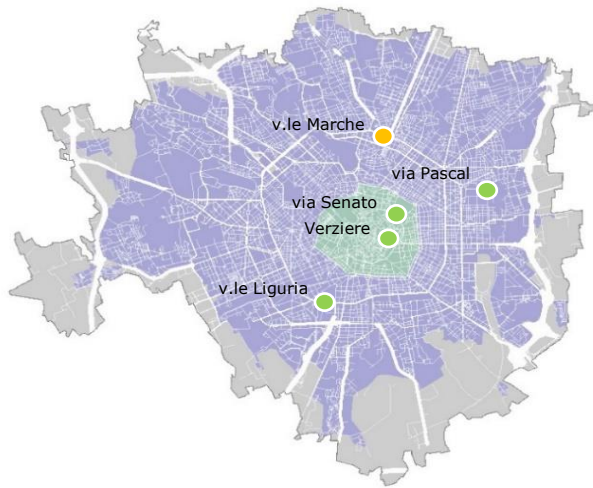 v.le Marche
via Pascal
via Senato
Verziere
v.le Liguria